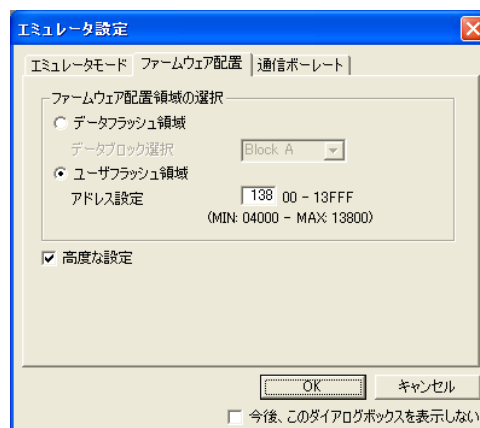 エミュレータ設定
エミュレータモード ファームウェア配置 通信ボーレート
ファームウェア配置領域の選択
データフラッシュ領域
データブロック選択 Block A
ユーザフラッシュ領域
アドレス設定 138 00 - 13FFF
(MIN: 04000 - MAX: 13800)
高度な設定
OK キャンセル
今後、このダイアログボックスを表示しない